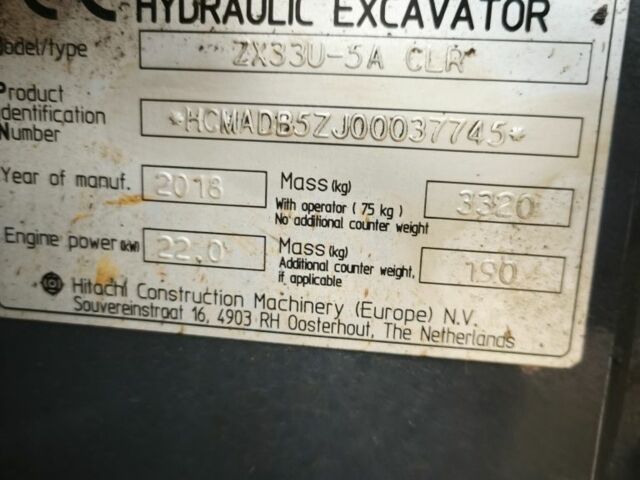 CE HYDRAULIC EXCAVATOR
Model/type ZX33U-5A CLR
Product
Identification
Number *HCMADB5ZJ00037745*
Year of manuf. 2018 Mass(kg) 3320
With operator ( 75 kg )
No additional counter weight
Engine power(kW) 22.0 Mass(kg) 190
Additional counter weight,
if applicable
Hitachi Construction Machinery (Europe) N.V.
Souvereinstraat 16, 4903 RH Oosterhout, The Netherlands